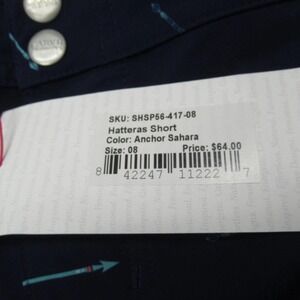 SKU: SHSP56-417-08
Hatteras Short
Color: Anchor Sahara
Size: 08 Price: $64.00
8 42247 11222 7